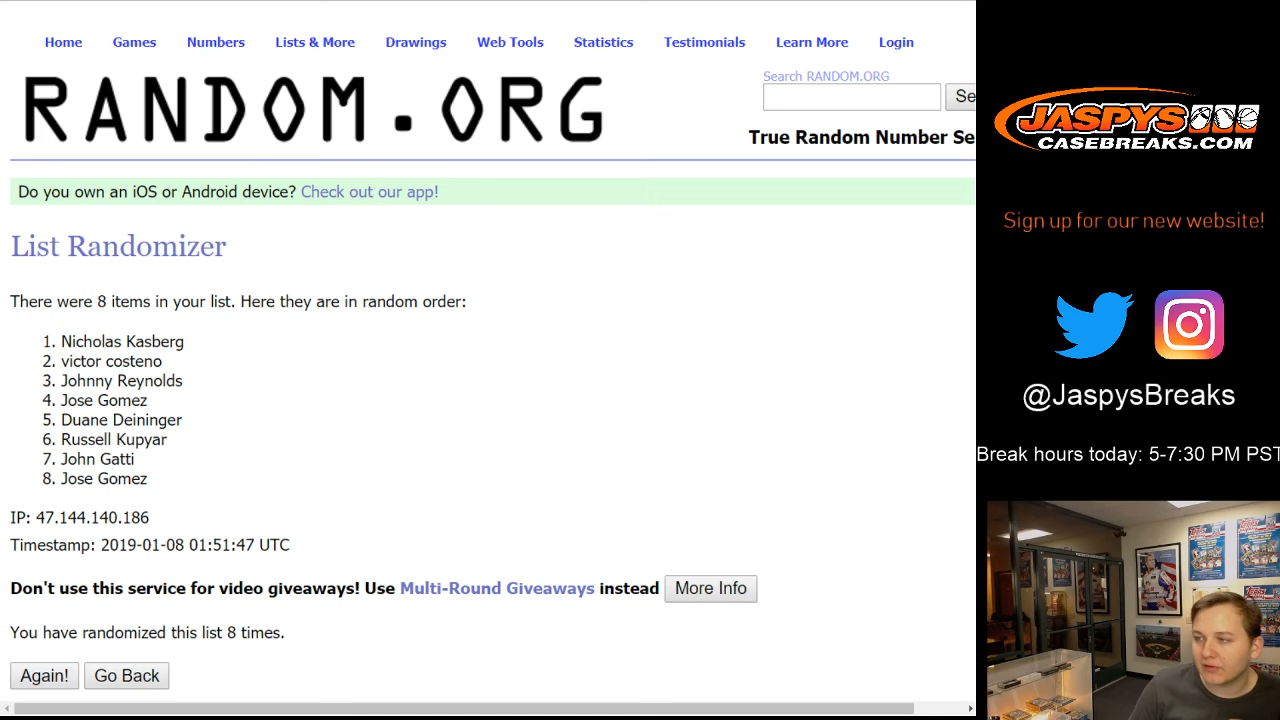 Home Games Numbers Lists & More Drawings Web Tools Statistics Testimonials Learn More Login
RANDOM.ORG
Search RANDOM.ORG
Se
True Random Number Se
Do you own an iOS or Android device? Check out our app!
List Randomizer
There were 8 items in your list. Here they are in random order:
1. Nicholas Kasberg
2. victor costeno
3. Johnny Reynolds
4. Jose Gomez
5. Duane Deininger
6. Russell Kupyar
7. John Gatti
8. Jose Gomez
IP: 47.144.140.186
Timestamp: 2019-01-08 01:51:47 UTC
Don't use this service for video giveaways! Use Multi-Round Giveaways instead More Info
You have randomized this list 8 times.
Again! Go Back
JASPYS
CASEBREAKS.COM
Sign up for our new website!
@JaspysBreaks
Break hours today: 5-7:30 PM PST
Topps
Topps